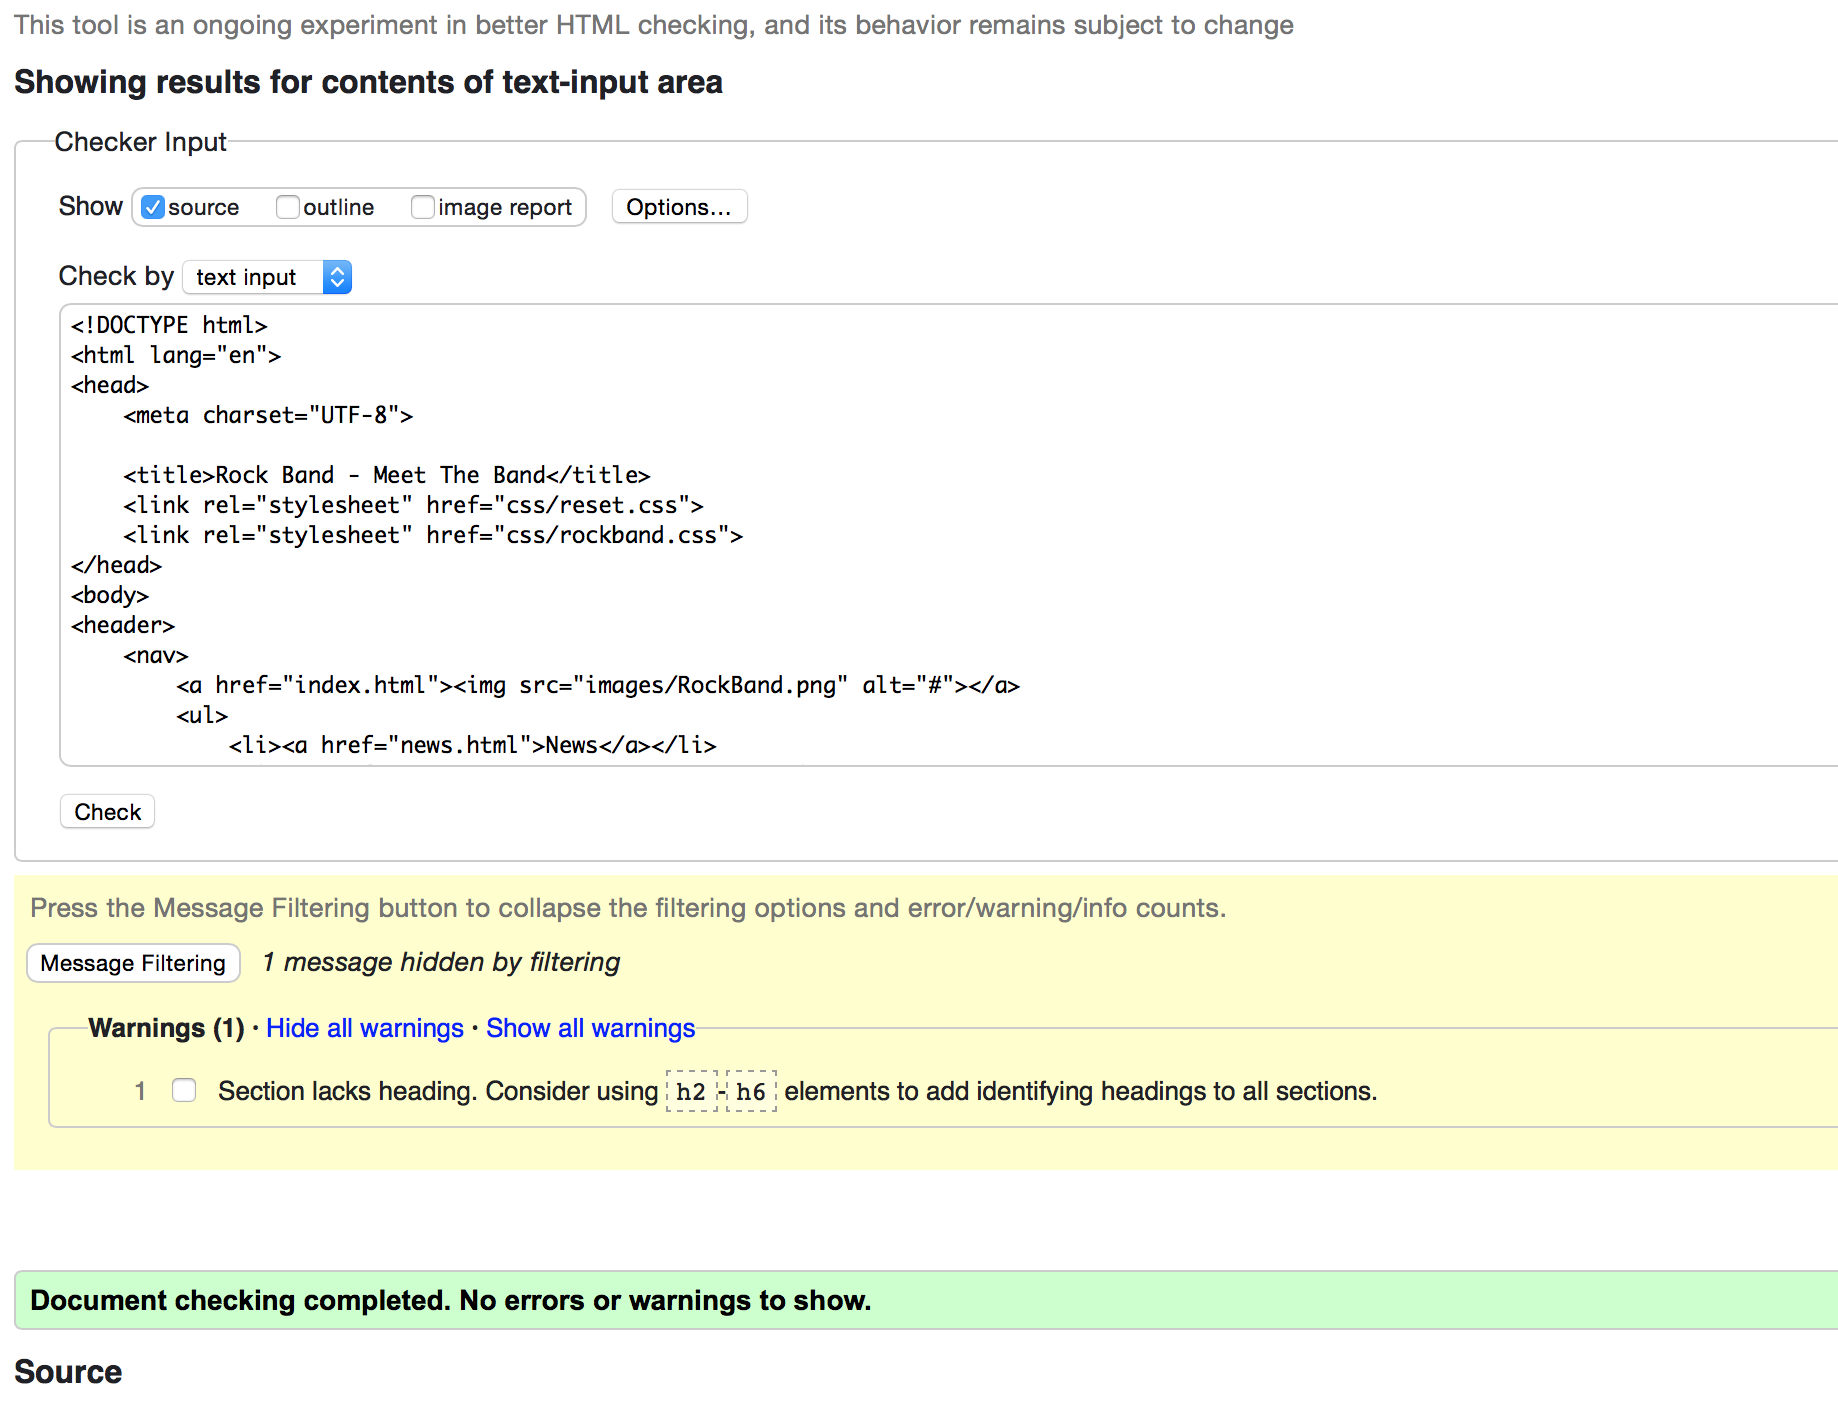 This tool is an ongoing experiment in better HTML checking, and its behavior remains subject to change
Showing results for contents of text-input area
Checker Input
Show source outline image report Options...
Check by text input
<!DOCTYPE html>
<html lang="en">
<head>
    <meta charset="UTF-8">

    <title>Rock Band - Meet The Band</title>
    <link rel="stylesheet" href="css/reset.css">
    <link rel="stylesheet" href="css/rockband.css">
</head>
<body>
<header>
    <nav>
        <a href="index.html"><img src="images/RockBand.png" alt="#"></a>
        <ul>
            <li><a href="news.html">News</a></li>
Check
Press the Message Filtering button to collapse the filtering options and error/warning/info counts.
Message Filtering 1 message hidden by filtering
Warnings (1) · Hide all warnings · Show all warnings
1 Section lacks heading. Consider using h2-h6 elements to add identifying headings to all sections.
Document checking completed. No errors or warnings to show.
Source